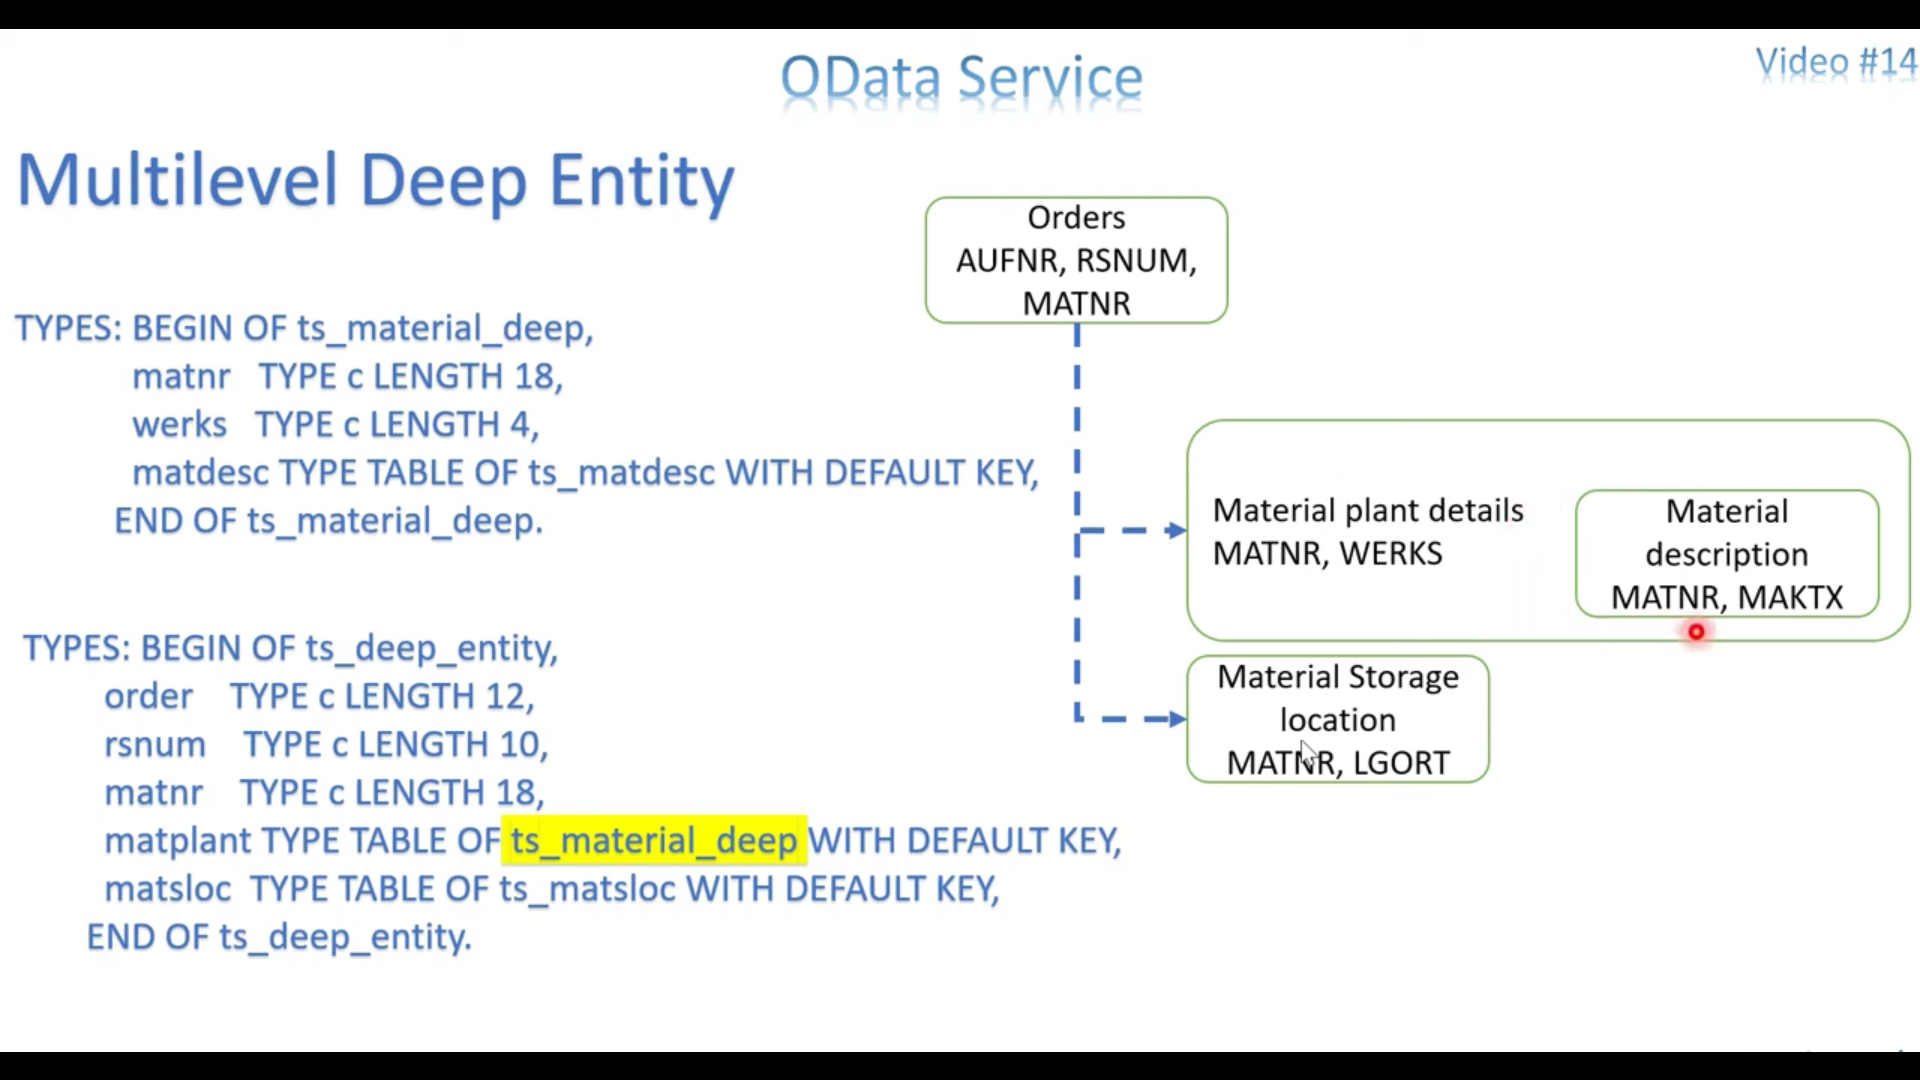 OData Service
Video #14
Multilevel Deep Entity
TYPES: BEGIN OF ts_material_deep,
matnr TYPE c LENGTH 18,
werks TYPE c LENGTH 4,
matdesc TYPE TABLE OF ts_matdesc WITH DEFAULT KEY,
END OF ts_material_deep.
TYPES: BEGIN OF ts_deep_entity,
order TYPE c LENGTH 12,
rsnum TYPE c LENGTH 10,
matnr TYPE c LENGTH 18,
matplant TYPE TABLE OF ts_material_deep WITH DEFAULT KEY,
matsloc TYPE TABLE OF ts_matsloc WITH DEFAULT KEY,
END OF ts_deep_entity.
Orders
AUFNR, RSNUM,
MATNR
Material plant details
MATNR, WERKS
Material
description
MATNR, MAKTX
Material Storage
location
MATNR, LGORT